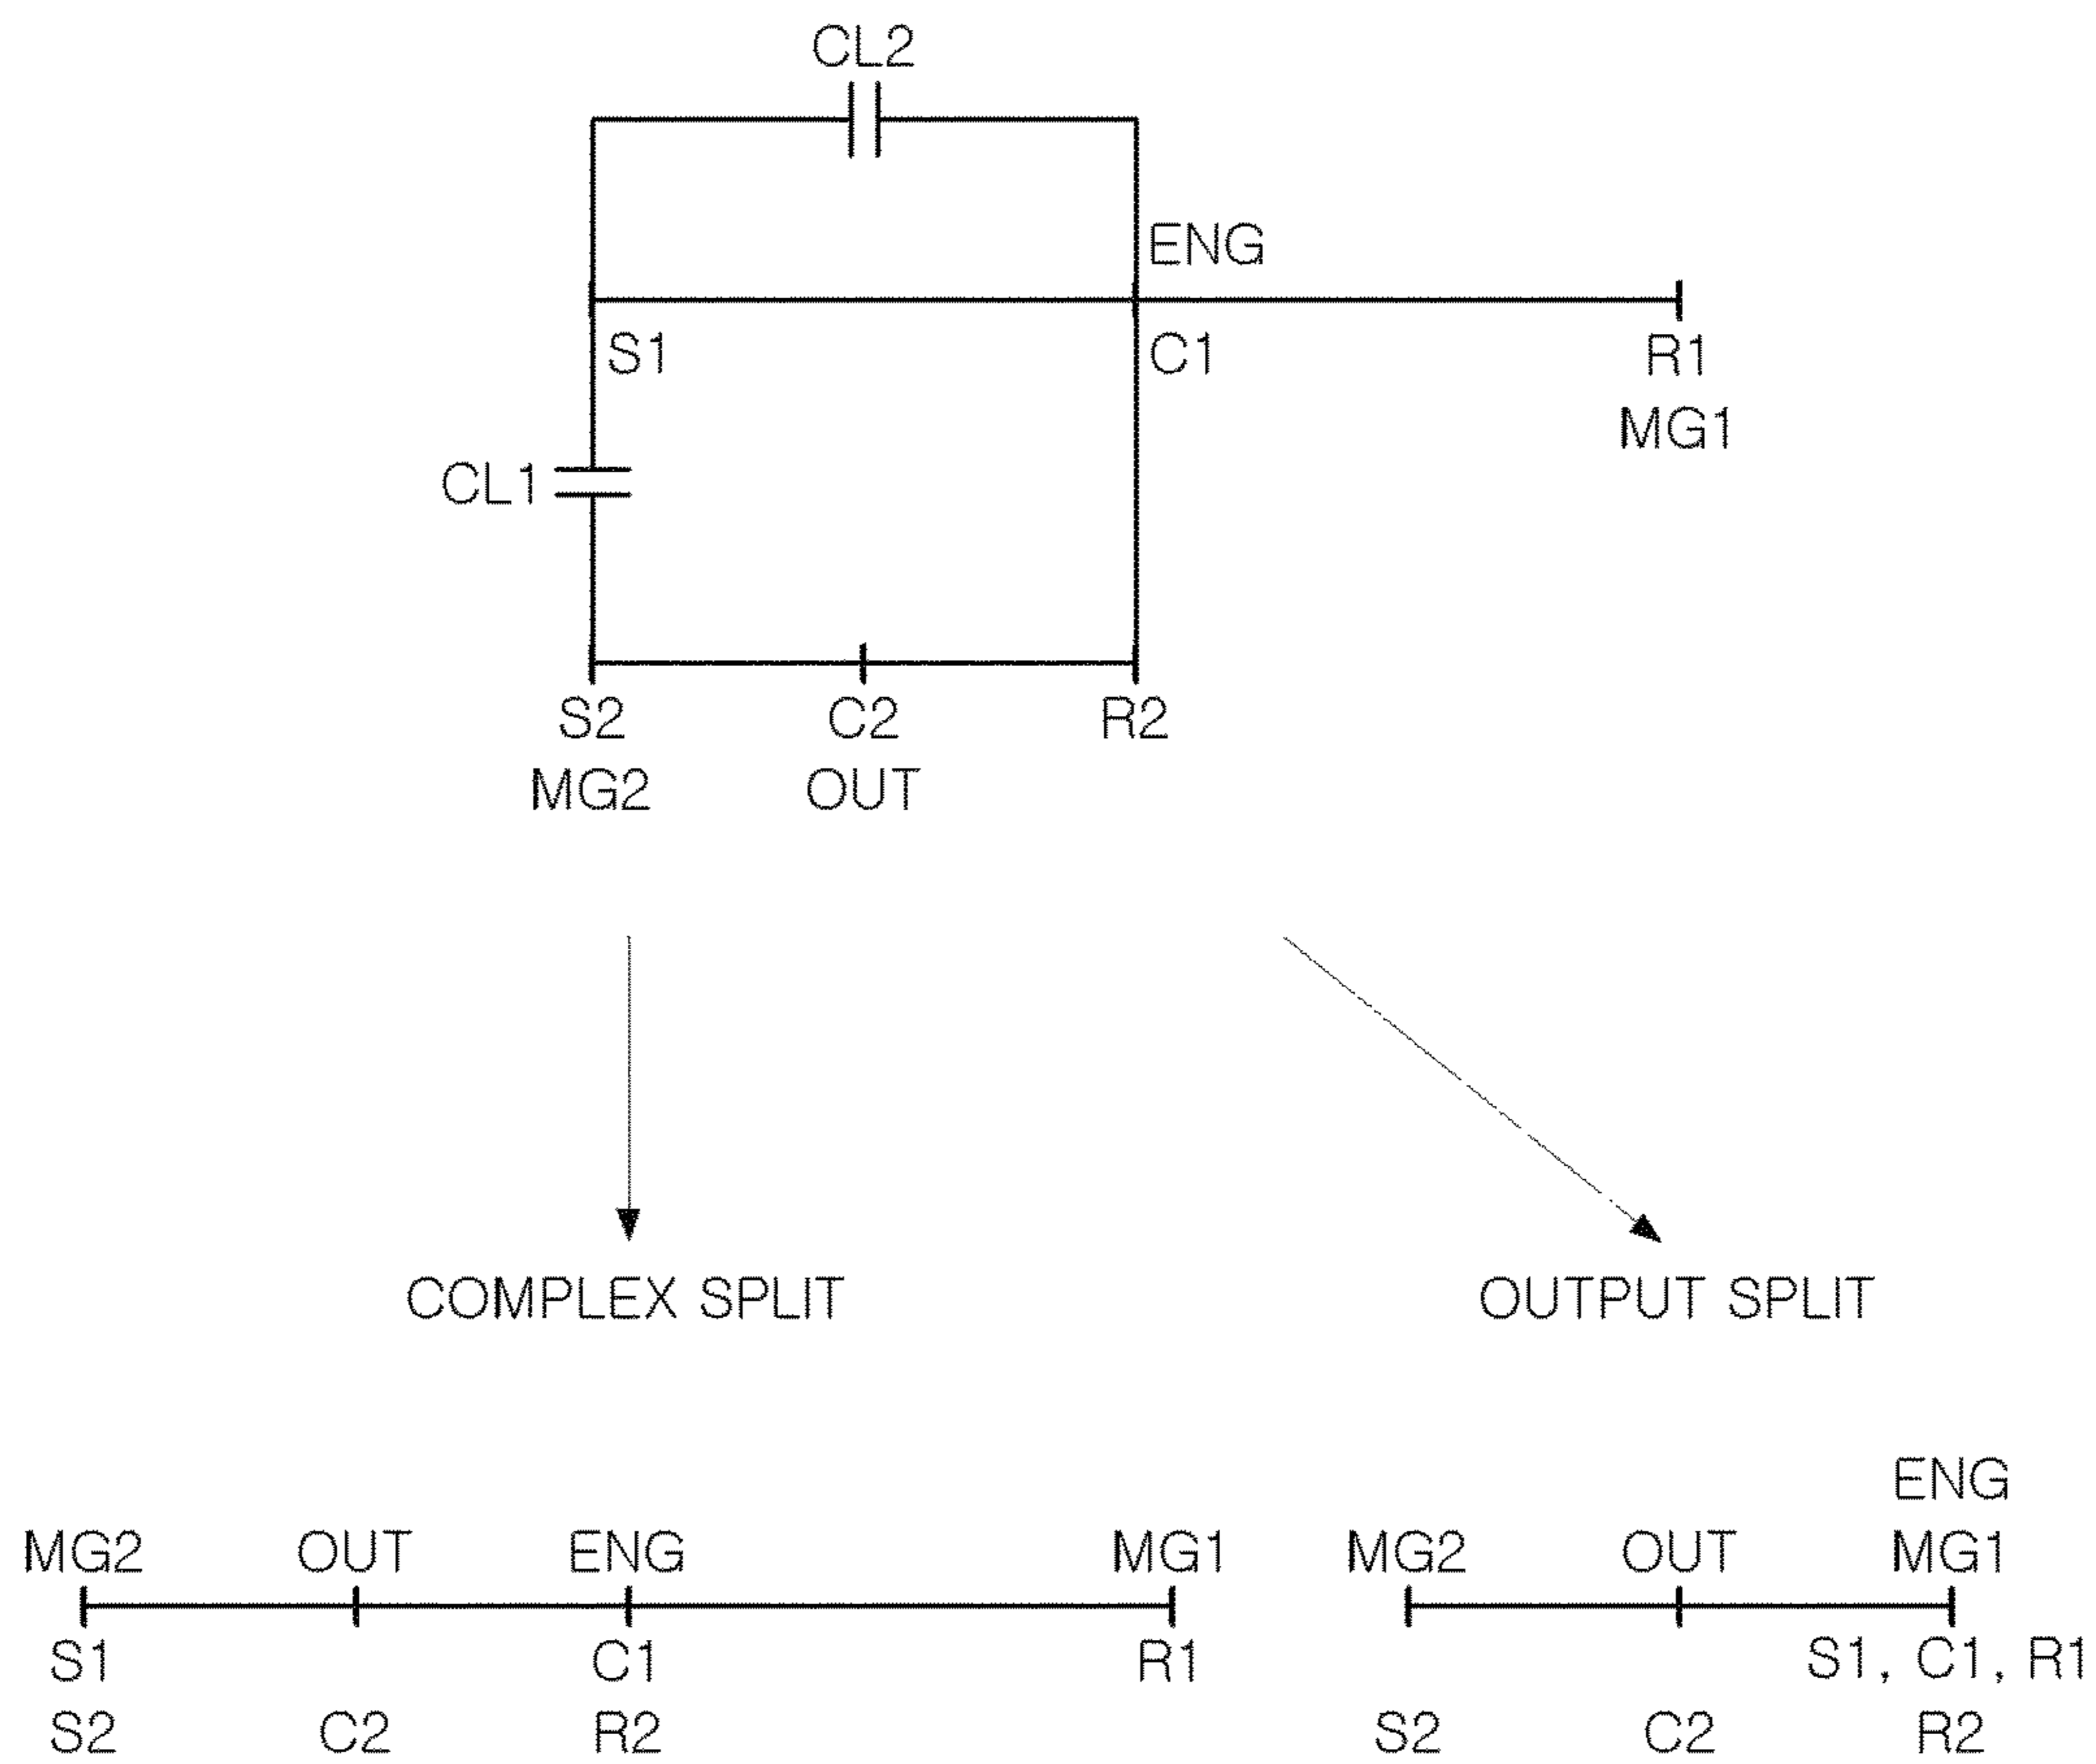 CL2
ENG
S1
C1
R1
MG1
CL1
S2
C2
R2
MG2
OUT
COMPLEX SPLIT
OUTPUT SPLIT
MG2
OUT
ENG
MG1
S1
C1
R1
S2
C2
R2
ENG
MG2
OUT
MG1
S1, C1, R1
S2
C2
R2